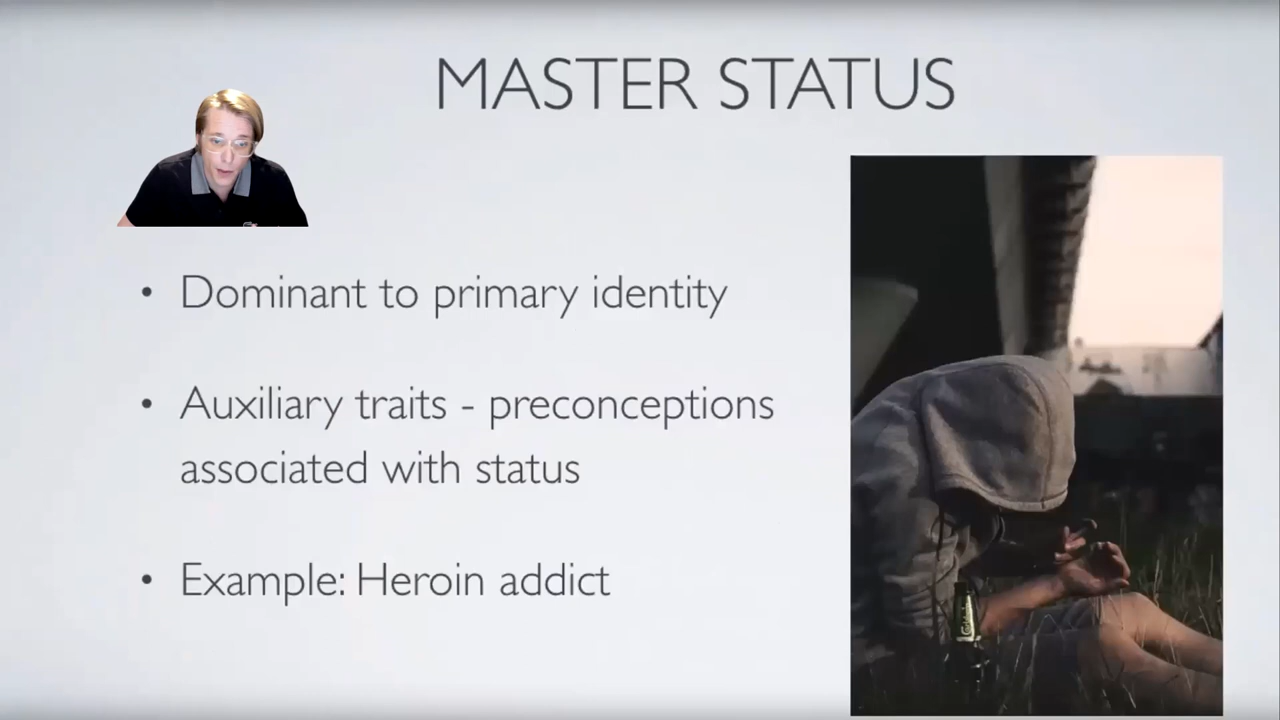 MASTER STATUS
• Dominant to primary identity
• Auxiliary traits - preconceptions
associated with status
• Example: Heroin addict